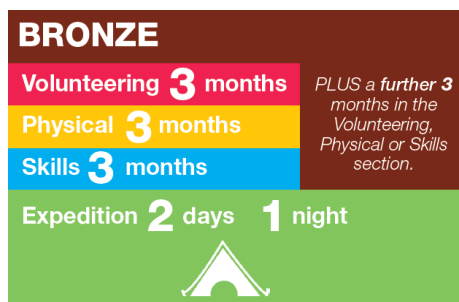 BRONZE
Volunteering 3 months
Physical 3 months
Skills 3 months
PLUS a further 3
months in the
Volunteering,
Physical or Skills
section.
Expedition 2 days 1 night